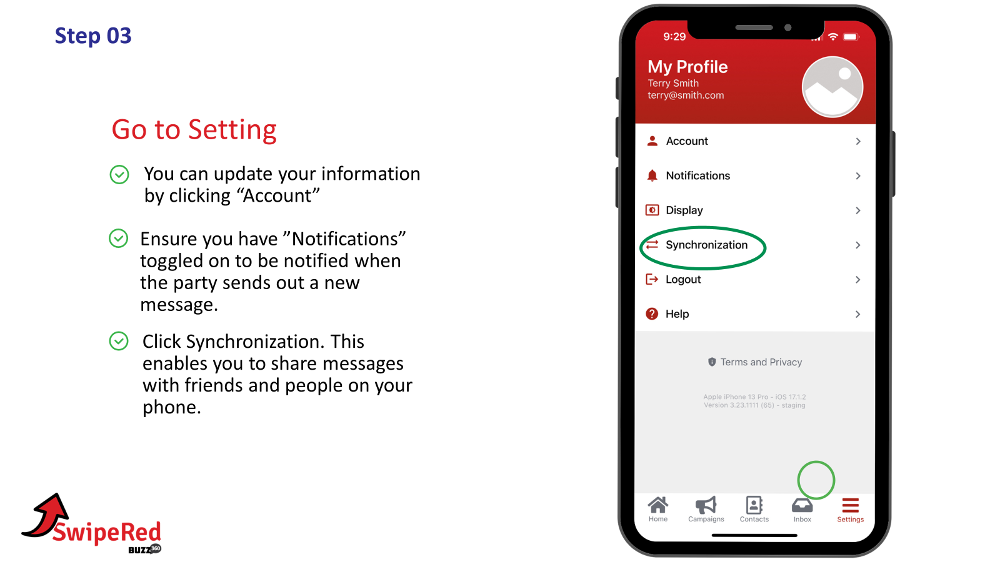 Step 03
Go to Setting
You can update your information
by clicking “Account”
Ensure you have ”Notifications”
toggled on to be notified when
the party sends out a new
message.
Click Synchronization. This
enables you to share messages
with friends and people on your
phone.
SwipeRed
BUZZ360
9:29
My Profile
Terry Smith
terry@smith.com
Account
Notifications
Display
Synchronization
Logout
Help
Terms and Privacy
Apple iPhone 13 Pro - iOS 17.1.2
Version 3.23.1111 (65) - staging
Home Campaigns Contacts Inbox Settings